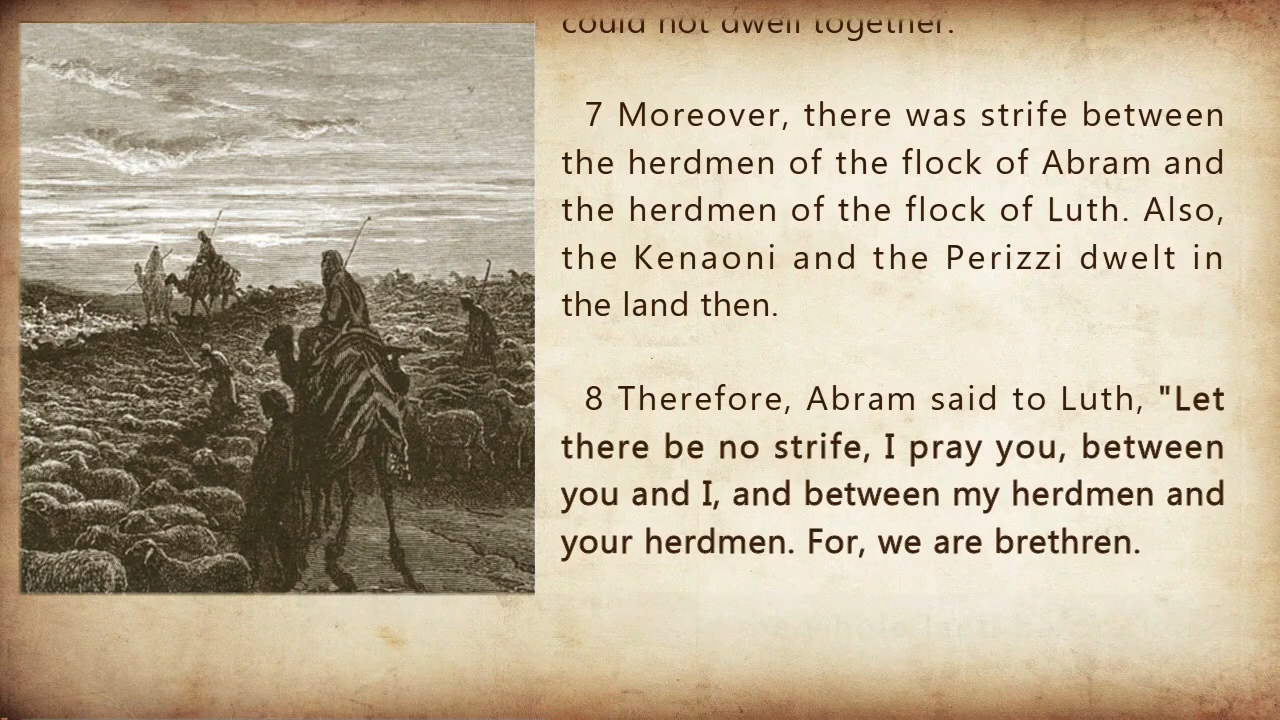 could not dwell together.
7 Moreover, there was strife between
the herdmen of the flock of Abram and
the herdmen of the flock of Luth. Also,
the Kenaoni and the Perizzi dwelt in
the land then.
8 Therefore, Abram said to Luth, "Let
there be no strife, I pray you, between
you and I, and between my herdmen and
your herdmen. For, we are brethren.